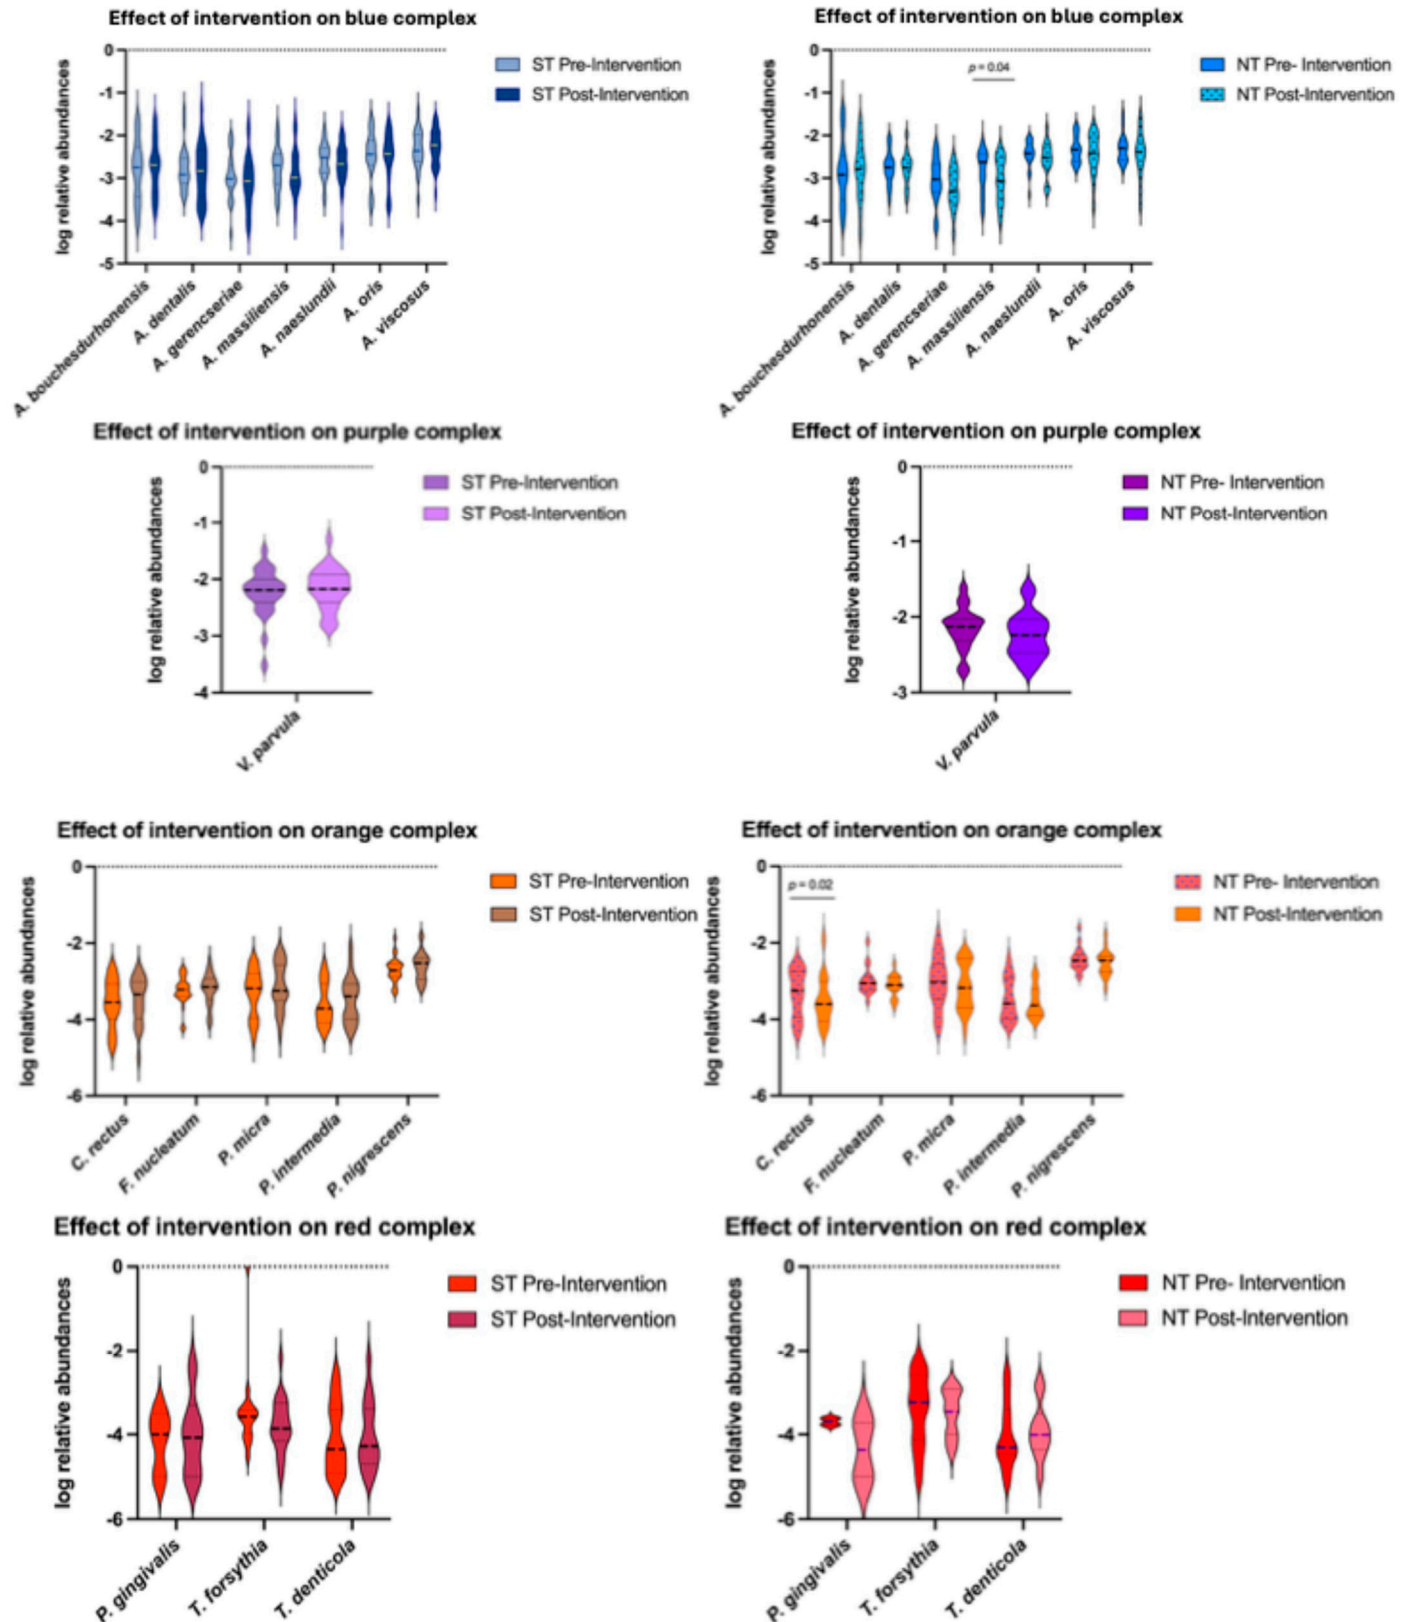 Effect of intervention on blue complex
log relative abundances
0
-1
-2
-3
-4
-5
ST Pre-Intervention
ST Post-Intervention
A. bouchesdurhonensis
A. dentalis
A. gerencseriae
A. massiliensis
A. naeslundii
A. oris
A. viscosus
Effect of intervention on blue complex
log relative abundances
0
-1
-2
-3
-4
-5
p = 0.04
NT Pre- Intervention
NT Post-Intervention
A. bouchesdurhonensis
A. dentalis
A. gerencseriae
A. massiliensis
A. naeslundii
A. oris
A. viscosus
Effect of intervention on purple complex
log relative abundances
0
-1
-2
-3
-4
ST Pre-Intervention
ST Post-Intervention
V. parvula
Effect of intervention on purple complex
log relative abundances
0
-1
-2
-3
NT Pre- Intervention
NT Post-Intervention
V. parvula
Effect of intervention on orange complex
log relative abundances
0
-2
-4
-6
ST Pre-Intervention
ST Post-Intervention
C. rectus
F. nucleatum
P. micra
P. intermedia
P. nigrescens
Effect of intervention on orange complex
log relative abundances
0
-2
-4
-6
p = 0.02
NT Pre- Intervention
NT Post-Intervention
C. rectus
F. nucleatum
P. micra
P. intermedia
P. nigrescens
Effect of intervention on red complex
log relative abundances
0
-2
-4
-6
ST Pre-Intervention
ST Post-Intervention
P. gingivalis
T. forsythia
T. denticola
Effect of intervention on red complex
log relative abundances
0
-2
-4
-6
NT Pre- Intervention
NT Post-Intervention
P. gingivalis
T. forsythia
T. denticola